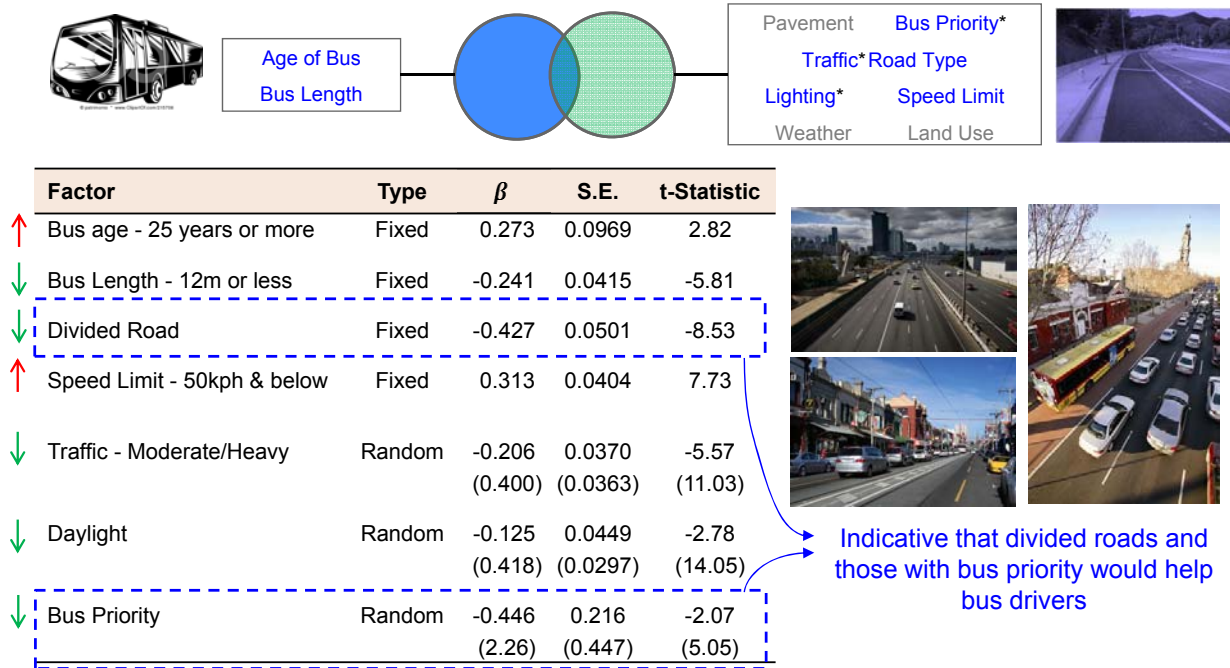 Age of Bus
Bus Length
Pavement Bus Priority*
Traffic* Road Type
Lighting* Speed Limit
Weather Land Use
Factor Type β S.E. t-Statistic
Bus age - 25 years or more Fixed 0.273 0.0969 2.82
Bus Length - 12m or less Fixed -0.241 0.0415 -5.81
Divided Road Fixed -0.427 0.0501 -8.53
Speed Limit - 50kph & below Fixed 0.313 0.0404 7.73
Traffic - Moderate/Heavy Random -0.206 0.0370 -5.57
(0.400) (0.0363) (11.03)
Daylight Random -0.125 0.0449 -2.78
(0.418) (0.0297) (14.05)
Bus Priority Random -0.446 0.216 -2.07
(2.26) (0.447) (5.05)
Indicative that divided roads and
those with bus priority would help
bus drivers